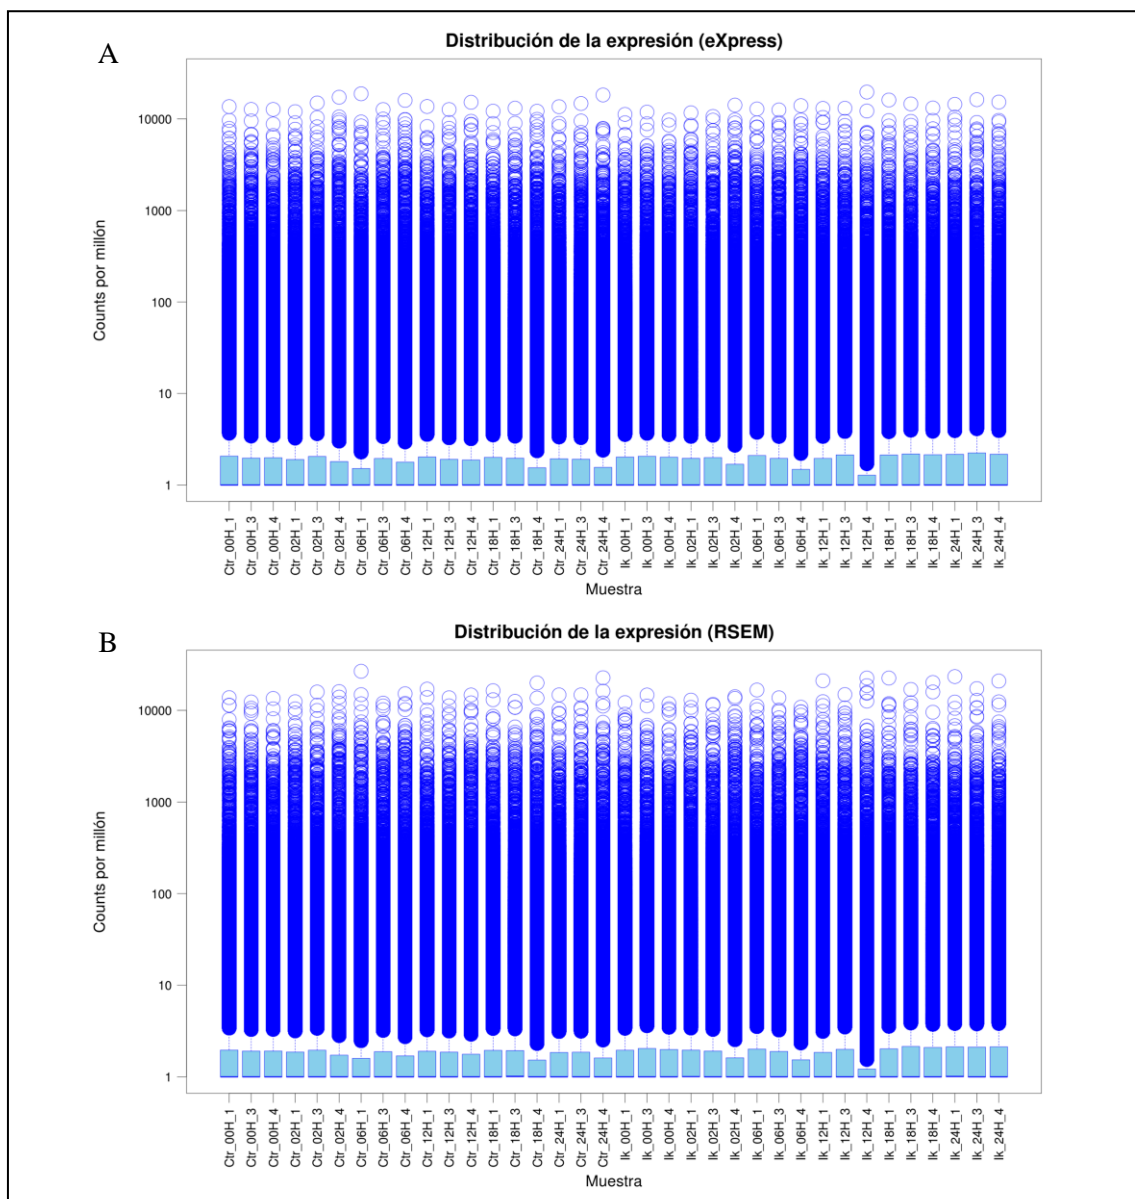 A
Distribución de la expresión (eXpress)
Counts por millón
10000
1000
100
10
1
Ctr_00H_1
Ctr_00H_3
Ctr_00H_4
Ctr_02H_1
Ctr_02H_3
Ctr_02H_4
Ctr_06H_1
Ctr_06H_3
Ctr_06H_4
Ctr_12H_1
Ctr_12H_3
Ctr_12H_4
Ctr_18H_1
Ctr_18H_3
Ctr_18H_4
Ctr_24H_1
Ctr_24H_3
Ctr_24H_4
Ik_00H_1
Ik_00H_3
Ik_00H_4
Ik_02H_1
Ik_02H_3
Ik_02H_4
Ik_06H_1
Ik_06H_3
Ik_06H_4
Ik_12H_1
Ik_12H_3
Ik_12H_4
Ik_18H_1
Ik_18H_3
Ik_18H_4
Ik_24H_1
Ik_24H_3
Ik_24H_4
Muestra
B
Distribución de la expresión (RSEM)
Counts por millón
10000
1000
100
10
1
Ctr_00H_1
Ctr_00H_3
Ctr_00H_4
Ctr_02H_1
Ctr_02H_3
Ctr_02H_4
Ctr_06H_1
Ctr_06H_3
Ctr_06H_4
Ctr_12H_1
Ctr_12H_3
Ctr_12H_4
Ctr_18H_1
Ctr_18H_3
Ctr_18H_4
Ctr_24H_1
Ctr_24H_3
Ctr_24H_4
Ik_00H_1
Ik_00H_3
Ik_00H_4
Ik_02H_1
Ik_02H_3
Ik_02H_4
Ik_06H_1
Ik_06H_3
Ik_06H_4
Ik_12H_1
Ik_12H_3
Ik_12H_4
Ik_18H_1
Ik_18H_3
Ik_18H_4
Ik_24H_1
Ik_24H_3
Ik_24H_4
Muestra